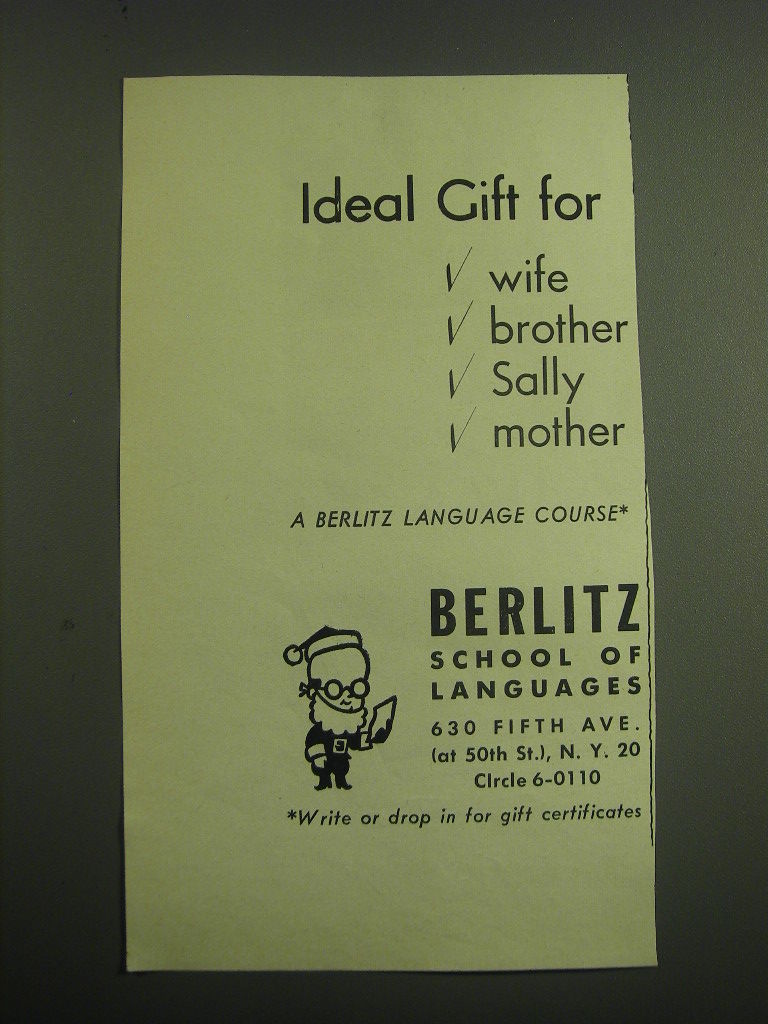 Ideal Gift for
✓ wife
✓ brother
✓ Sally
✓ mother
A BERLITZ LANGUAGE COURSE*
BERLITZ
SCHOOL OF
LANGUAGES
630 FIFTH AVE.
(at 50th St.), N. Y. 20
CIrcle 6-0110
*Write or drop in for gift certificates